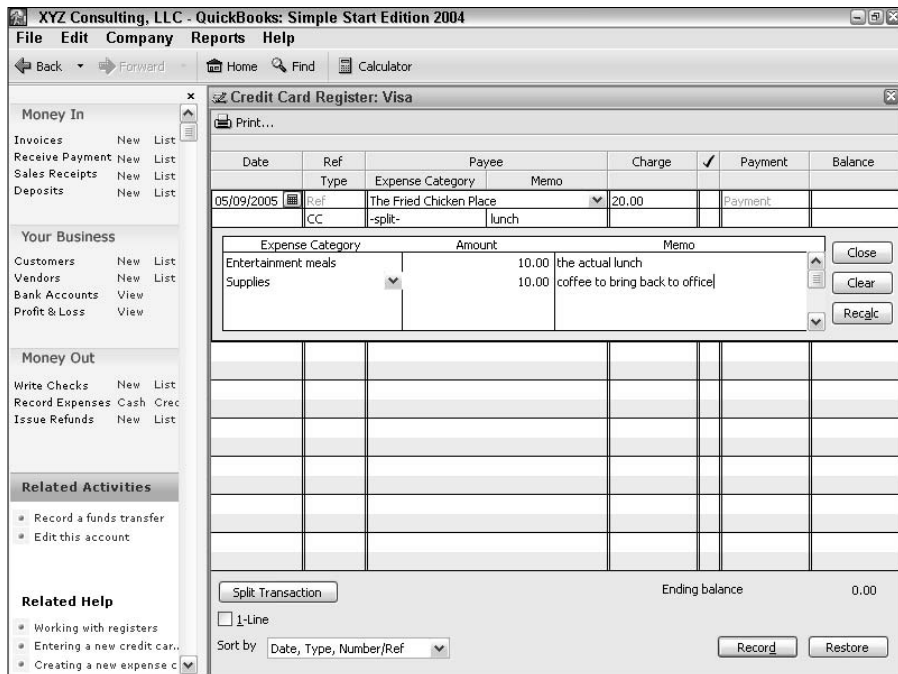 XYZ Consulting, LLC - QuickBooks: Simple Start Edition 2004
File Edit Company Reports Help
Back Forward Home Find Calculator
Money In
Invoices New List
Receive Payment New List
Sales Receipts New List
Deposits New List
Your Business
Customers New List
Vendors New List
Bank Accounts View
Profit & Loss View
Money Out
Write Checks New List
Record Expenses Cash Crec
Issue Refunds New List
Related Activities
Record a funds transfer
Edit this account
Related Help
Working with registers
Entering a new credit car..
Creating a new expense c
Credit Card Register: Visa
Print...
Date Ref Payee Charge ✓ Payment Balance
Type Expense Category Memo
05/09/2005 Ref The Fried Chicken Place 20.00 Payment
CC -split- lunch
Expense Category Amount Memo
Entertainment meals 10.00 the actual lunch
Supplies 10.00 coffee to bring back to office
Close
Clear
Recalc
Split Transaction Ending balance 0.00
1-Line
Sort by Date, Type, Number/Ref Record Restore